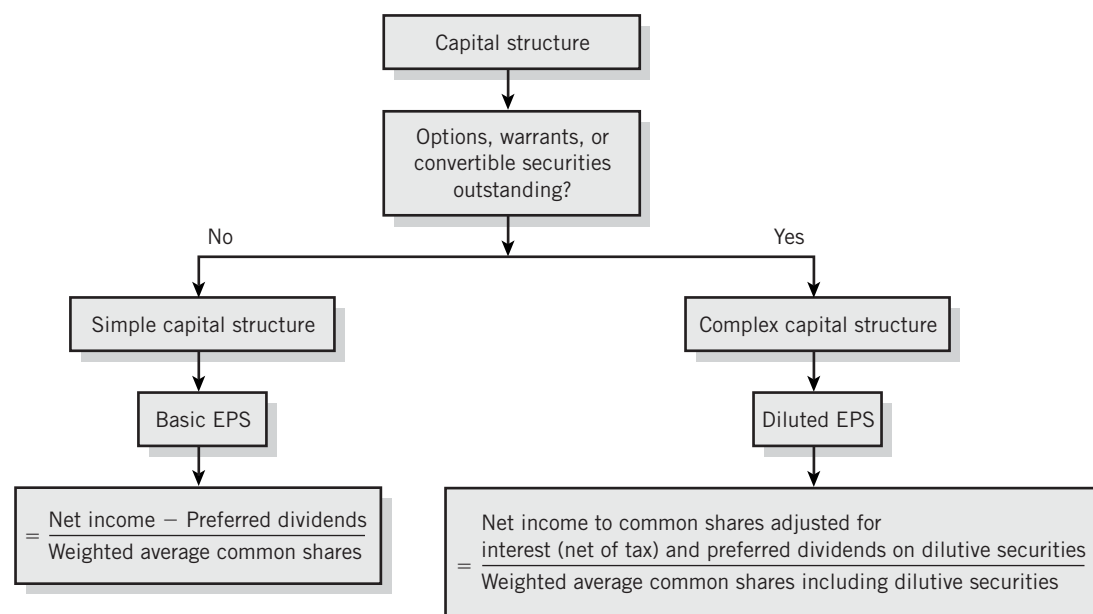 Capital structure
Options, warrants, or
convertible securities
outstanding?
No
Yes
Simple capital structure
Complex capital structure
Basic EPS
Diluted EPS
= Net income − Preferred dividends
Weighted average common shares
Net income to common shares adjusted for
= interest (net of tax) and preferred dividends on dilutive securities
Weighted average common shares including dilutive securities